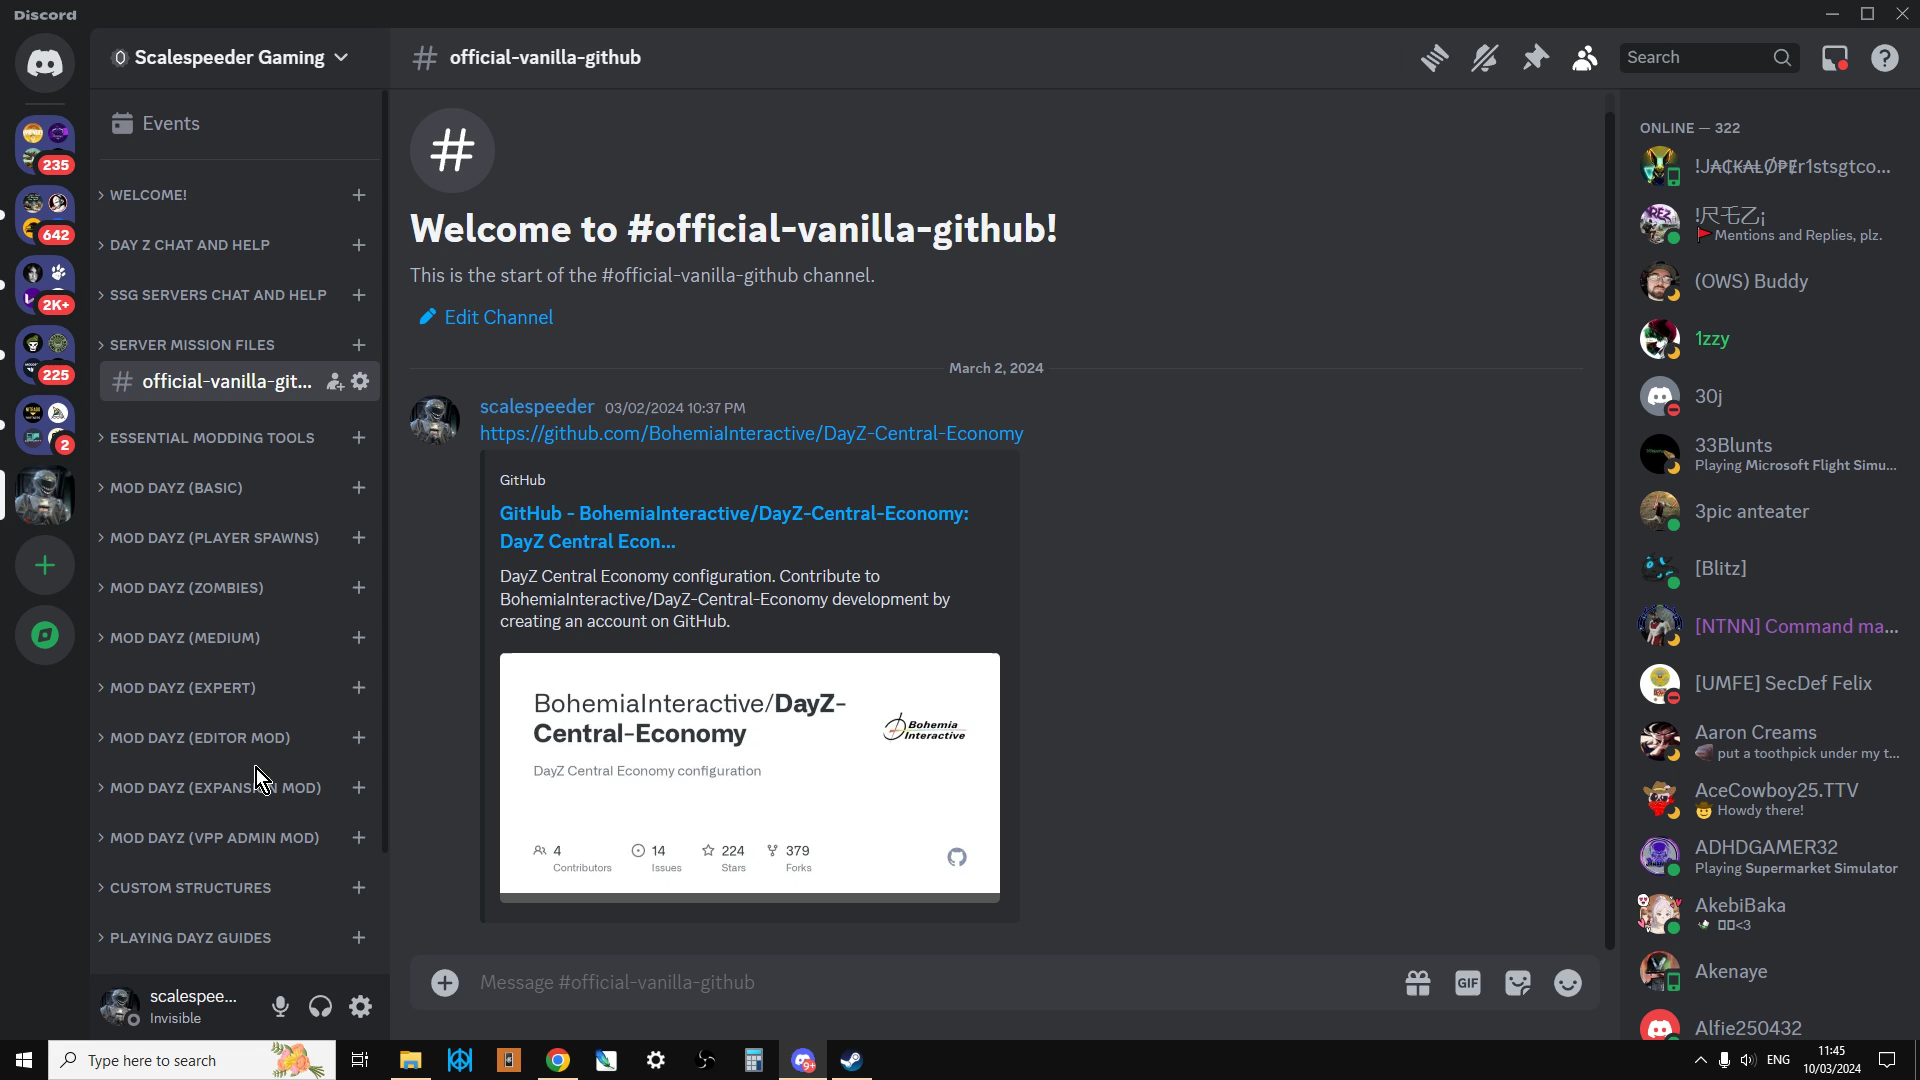 Discord
Scalespeeder Gaming
official-vanilla-github
Search
235
642
2K+
225
2
Events
WELCOME!
DAY Z CHAT AND HELP
SSG SERVERS CHAT AND HELP
SERVER MISSION FILES
official-vanilla-git...
ESSENTIAL MODDING TOOLS
MOD DAYZ (BASIC)
MOD DAYZ (PLAYER SPAWNS)
MOD DAYZ (ZOMBIES)
MOD DAYZ (MEDIUM)
MOD DAYZ (EXPERT)
MOD DAYZ (EDITOR MOD)
MOD DAYZ (EXPANSION MOD)
MOD DAYZ (VPP ADMIN MOD)
CUSTOM STRUCTURES
PLAYING DAYZ GUIDES
scalespee...
Invisible
Welcome to #official-vanilla-github!
This is the start of the #official-vanilla-github channel.
Edit Channel
March 2, 2024
scalespeeder 03/02/2024 10:37 PM
https://github.com/BohemiaInteractive/DayZ-Central-Economy
GitHub
GitHub - BohemiaInteractive/DayZ-Central-Economy:
DayZ Central Econ...
DayZ Central Economy configuration. Contribute to
BohemiaInteractive/DayZ-Central-Economy development by
creating an account on GitHub.
BohemiaInteractive/DayZ-
Central-Economy
Bohemia
Interactive
DayZ Central Economy configuration
4 14 224 379
Contributors Issues Stars Forks
Message #official-vanilla-github
GIF
ONLINE — 322
!尺乇乙¡
Mentions and Replies, plz.
(OWS) Buddy
1zzy
30j
33Blunts
Playing Microsoft Flight Simu...
3pic anteater
[Blitz]
[NTNN] Command ma...
[UMFE] SecDef Felix
Aaron Creams
put a toothpick under my t...
AceCowboy25.TTV
Howdy there!
ADHDGAMER32
Playing Supermarket Simulator
AkebiBaka
<3
Akenaye
Alfie250432
Type here to search
9+
ENG
11:45
10/03/2024